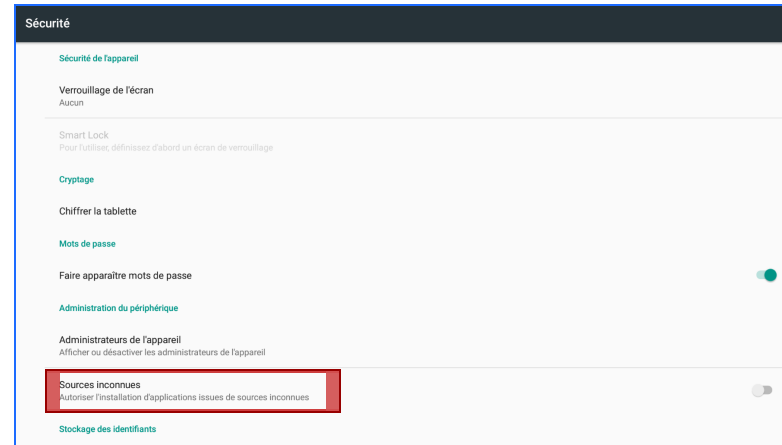 Sécurité
Sécurité de l'appareil
Verrouillage de l'écran
Aucun
Smart Lock
Pour l'utiliser, définissez d'abord un écran de verrouillage
Cryptage
Chiffrer la tablette
Mots de passe
Faire apparaître mots de passe
Administration du périphérique
Administrateurs de l'appareil
Afficher ou désactiver les administrateurs de l'appareil
Sources inconnues
Autoriser l'installation d'applications issues de sources inconnues
Stockage des identifiants